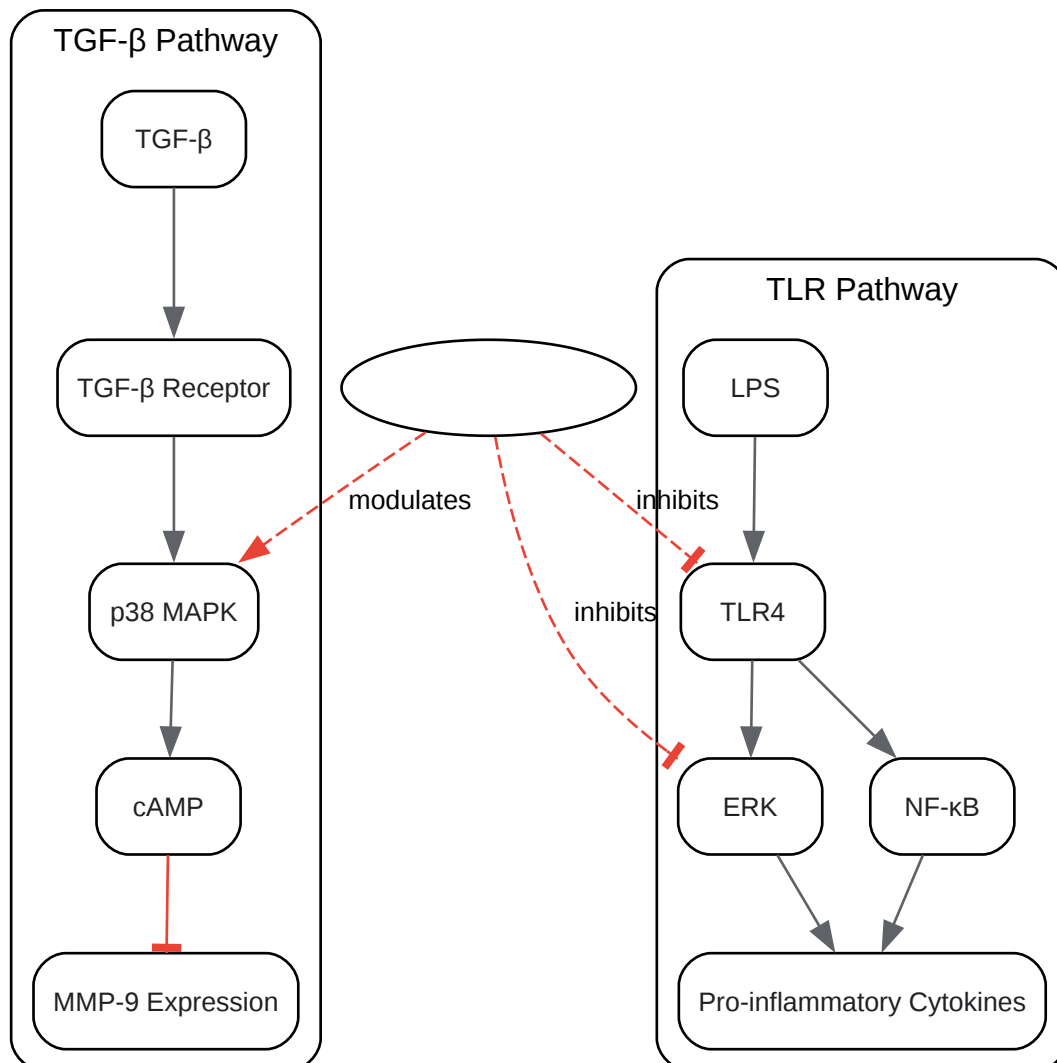 TGF-β Pathway
TGF-β
TGF-β Receptor
p38 MAPK
cAMP
MMP-9 Expression
modulates
inhibits
inhibits
TLR Pathway
LPS
TLR4
ERK
NF-κB
Pro-inflammatory Cytokines